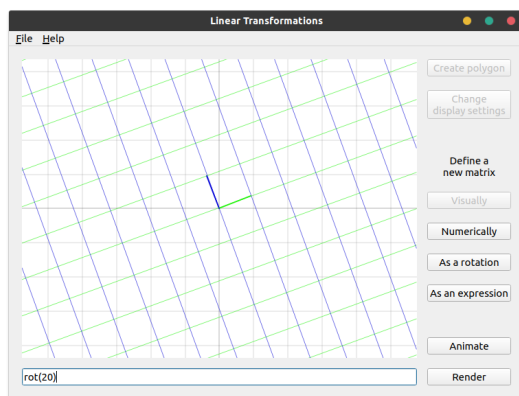 Linear Transformations
File Help
Create polygon
Change
display settings
Define a
new matrix
Visually
Numerically
As a rotation
As an expression
Animate
rot(20)
Render